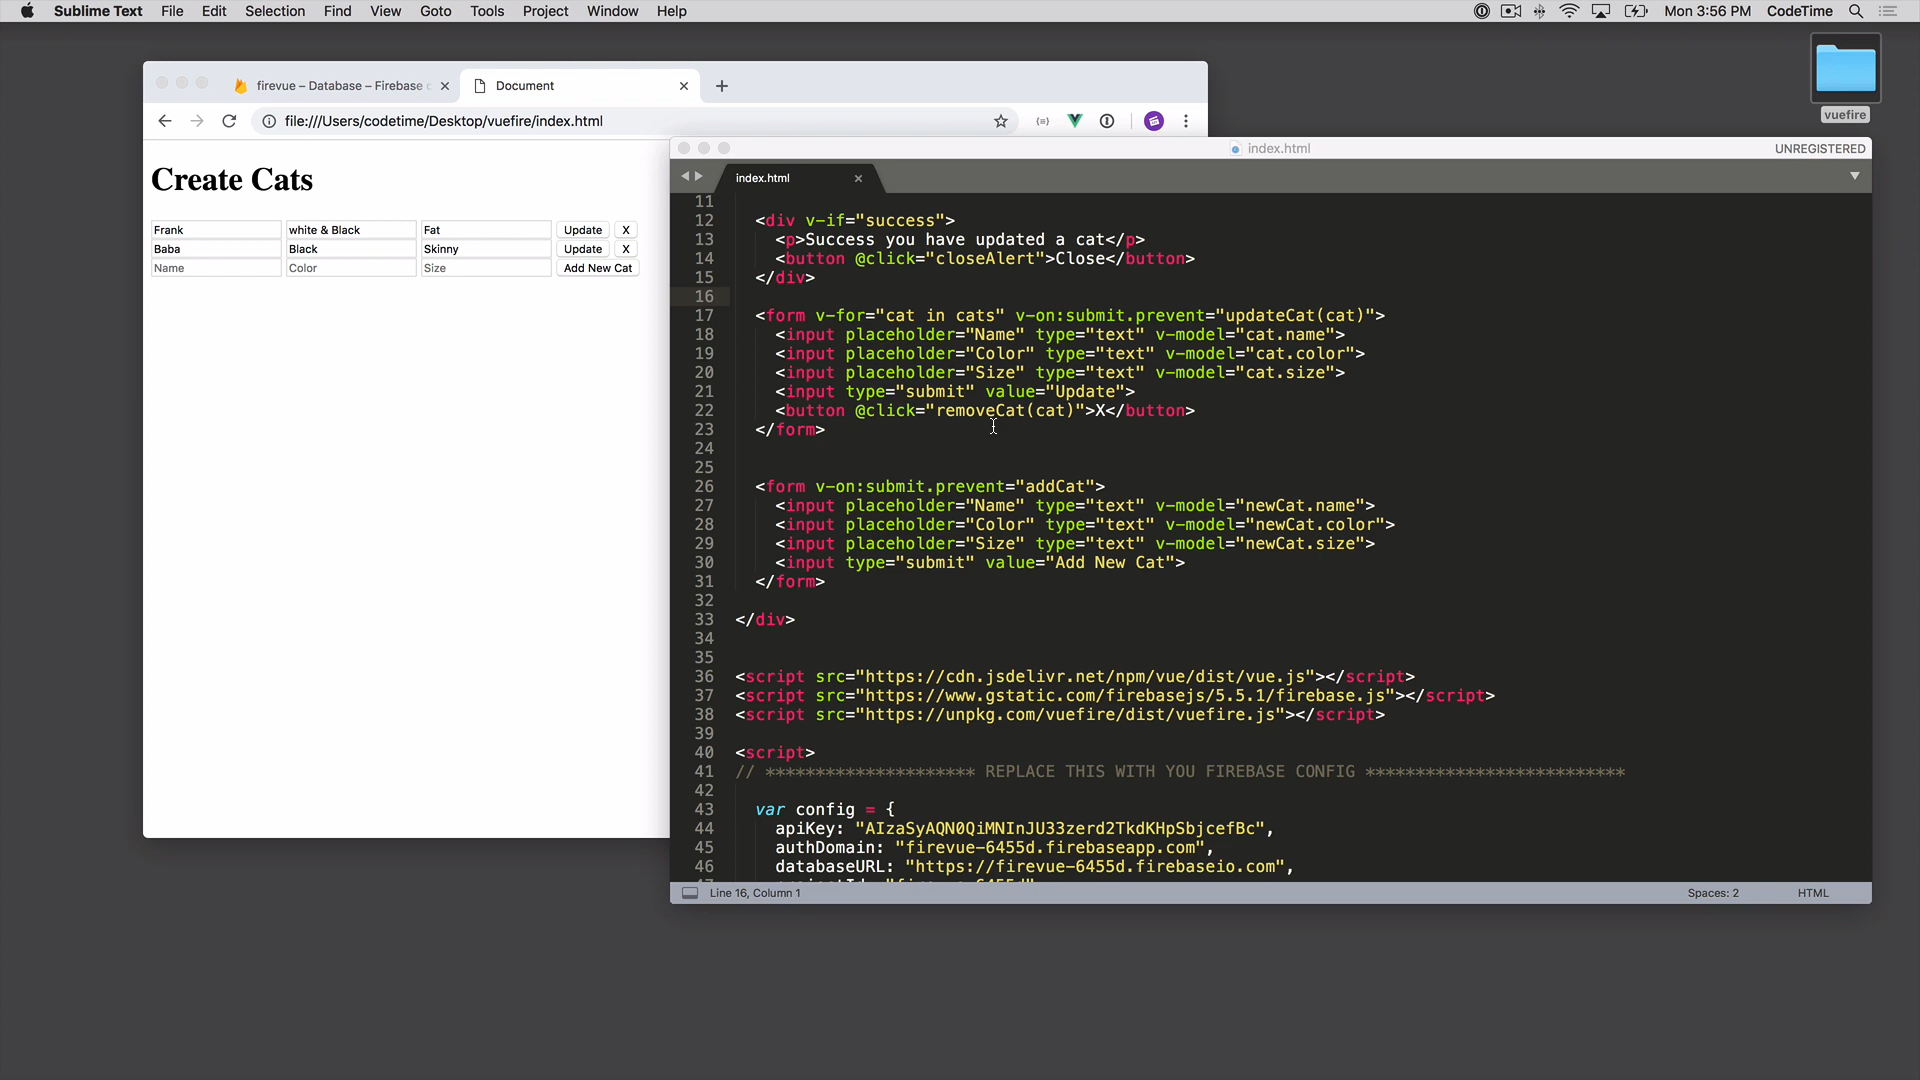 Sublime Text File Edit Selection Find View Goto Tools Project Window Help Mon 3:56 PM CodeTime
vuefire
firevue – Database – Firebase Document
file:///Users/codetime/Desktop/vuefire/index.html
Create Cats
Frank white & Black Fat Update X
Baba Black Skinny Update X
Name Color Size Add New Cat
index.html UNREGISTERED
index.html
11
12 <div v-if="success">
13 <p>Success you have updated a cat</p>
14 <button @click="closeAlert">Close</button>
15 </div>
16
17 <form v-for="cat in cats" v-on:submit.prevent="updateCat(cat)">
18 <input placeholder="Name" type="text" v-model="cat.name">
19 <input placeholder="Color" type="text" v-model="cat.color">
20 <input placeholder="Size" type="text" v-model="cat.size">
21 <input type="submit" value="Update">
22 <button @click="removeCat(cat)">X</button>
23 </form>
24
25
26 <form v-on:submit.prevent="addCat">
27 <input placeholder="Name" type="text" v-model="newCat.name">
28 <input placeholder="Color" type="text" v-model="newCat.color">
29 <input placeholder="Size" type="text" v-model="newCat.size">
30 <input type="submit" value="Add New Cat">
31 </form>
32
33 </div>
34
35
36 <script src="https://cdn.jsdelivr.net/npm/vue/dist/vue.js"></script>
37 <script src="https://www.gstatic.com/firebasejs/5.5.1/firebase.js"></script>
38 <script src="https://unpkg.com/vuefire/dist/vuefire.js"></script>
39
40 <script>
41 // ********************* REPLACE THIS WITH YOU FIREBASE CONFIG **************************
42
43 var config = {
44 apiKey: "AIzaSyAQN0QiMNInJU33zerd2TkdKHpSbjcefBc",
45 authDomain: "firevue-6455d.firebaseapp.com",
46 databaseURL: "https://firevue-6455d.firebaseio.com",
Line 16, Column 1 Spaces: 2 HTML